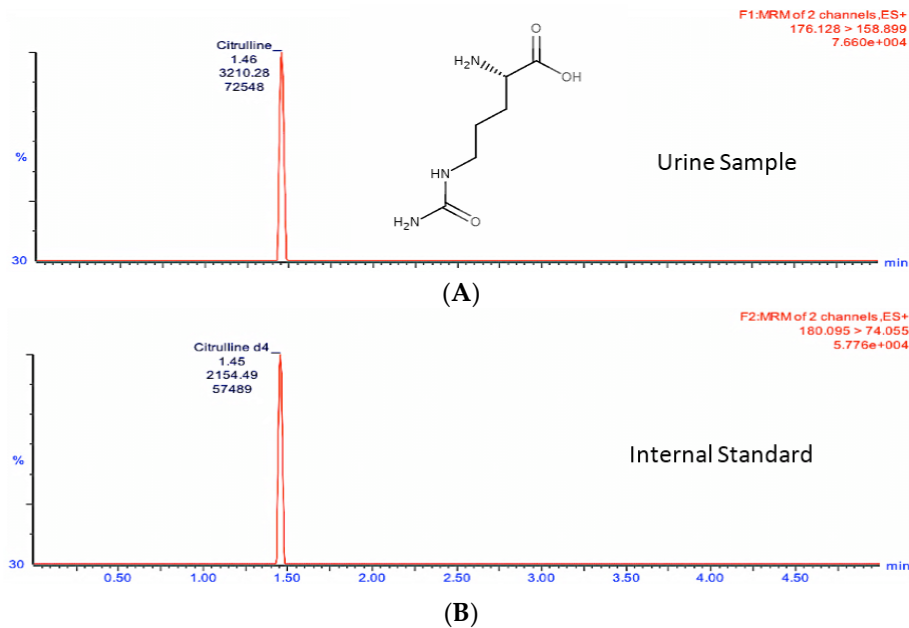 F1:MRM of 2 channels,ES+
176.128 > 158.899
7.660e+004
Citrulline
1.46
3210.28
72548
%
30
min
H₂N
O
OH
HN
H₂N
O
Urine Sample
(A)
F2:MRM of 2 channels,ES+
180.095 > 74.055
5.776e+004
Citrulline d4
1.45
2154.49
57489
%
30
Internal Standard
0.50 1.00 1.50 2.00 2.50 3.00 3.50 4.00 4.50 min
(B)